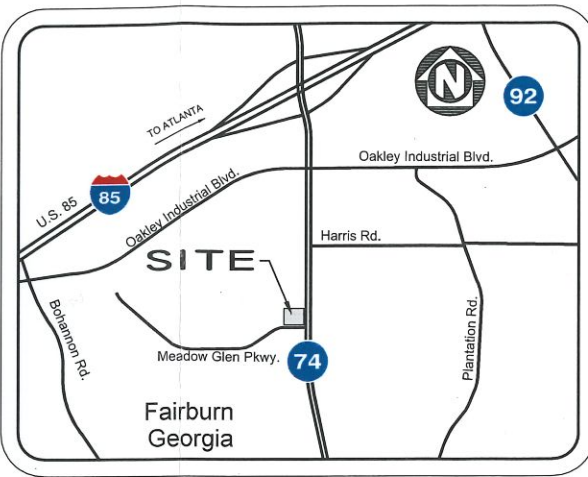 N
92
TO ATLANTA
Oakley Industrial Blvd.
U.S. 85
85
Oakley Industrial Blvd.
Harris Rd.
SITE
Bohannon Rd.
Plantation Rd.
Meadow Glen Pkwy.
74
Fairburn
Georgia